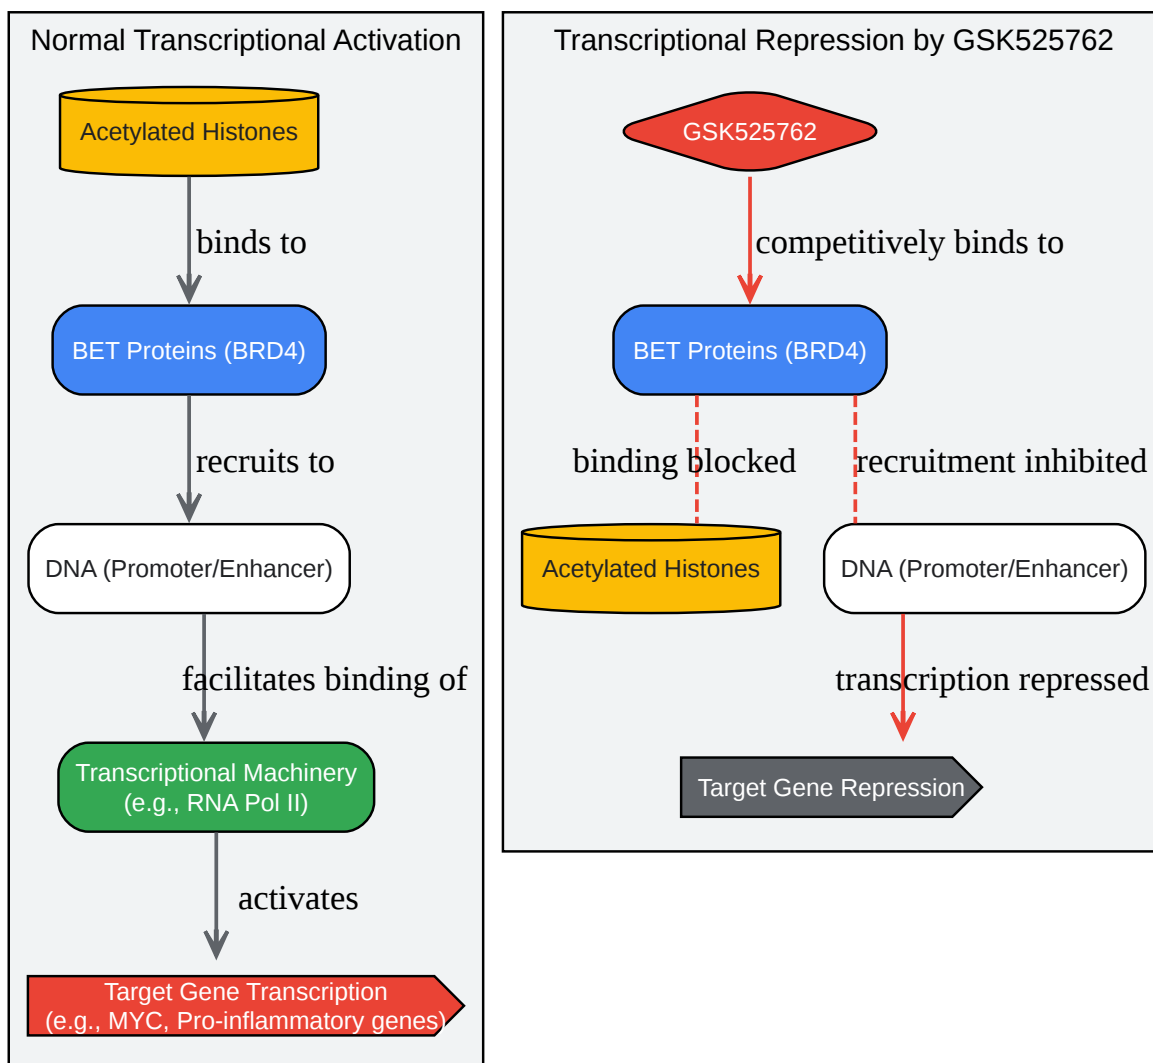 Normal Transcriptional Activation
Acetylated Histones
binds to
BET Proteins (BRD4)
recruits to
DNA (Promoter/Enhancer)
facilitates binding of
Transcriptional Machinery
(e.g., RNA Pol II)
activates
Target Gene Transcription
(e.g., MYC, Pro-inflammatory genes)
Transcriptional Repression by GSK525762
GSK525762
competitively binds to
BET Proteins (BRD4)
binding blocked
recruitment inhibited
Acetylated Histones
DNA (Promoter/Enhancer)
transcription repressed
Target Gene Repression